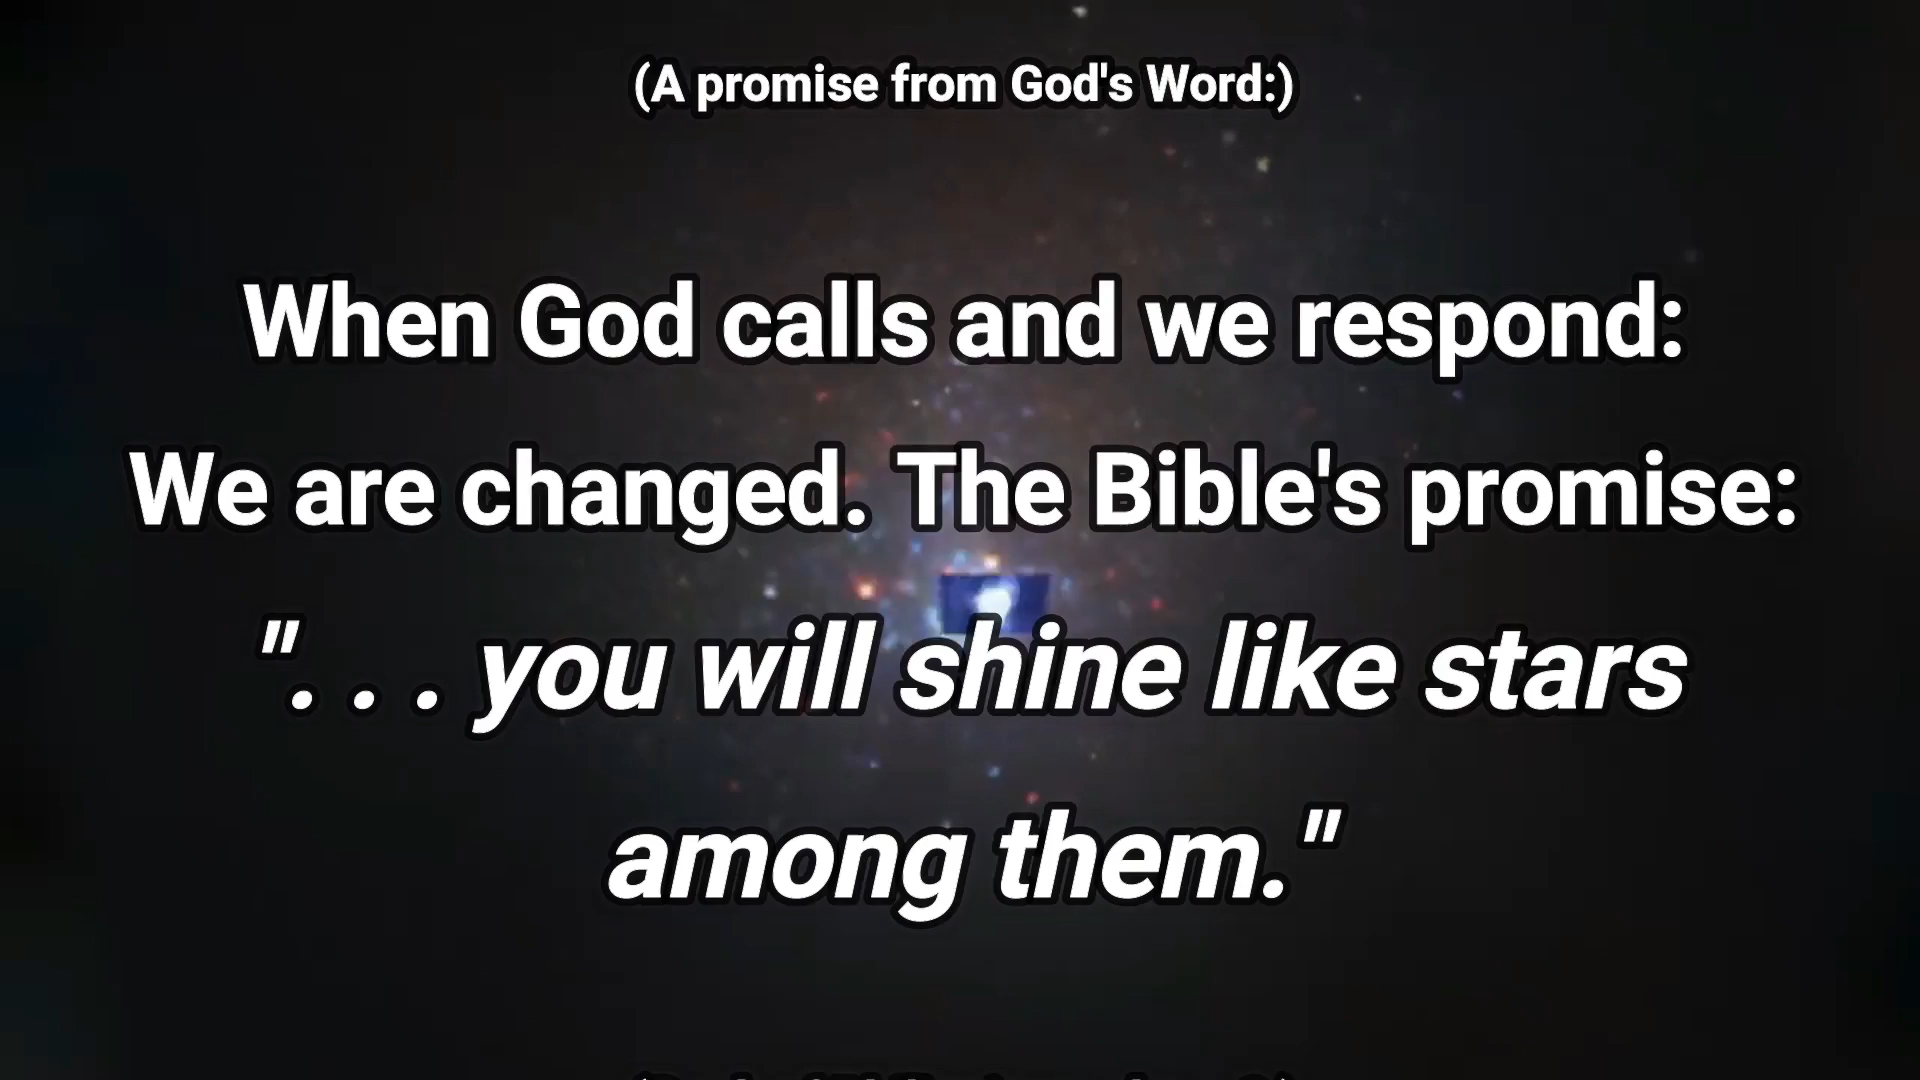 (A promise from God's Word:)
When God calls and we respond:
We are changed. The Bible's promise:
". . . you will shine like stars
among them."